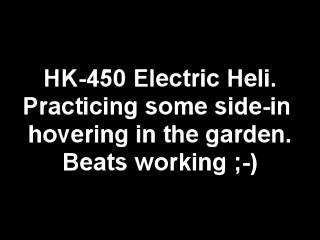 HK-450 Electric Heli.
Practicing some side-in
hovering in the garden.
Beats working ;-)